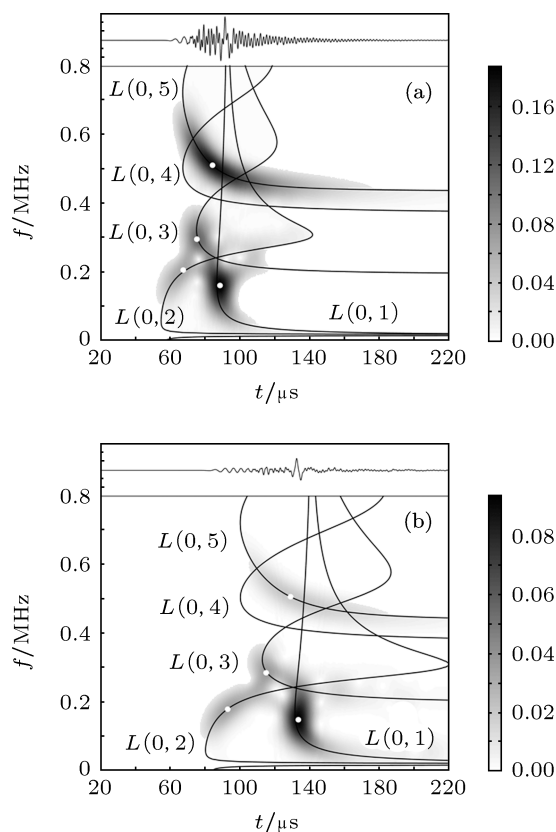 0.8
L(0,5)
(a)
0.16
0.6
L(0,4)
0.12
f/MHz
0.4
L(0,3)
0.08
0.2
L(0,2)
L(0,1)
0.04
0
0.00
20 60 100 140 180 220
t/μs
0.8
(b)
L(0,5)
0.08
0.6
L(0,4)
0.06
f/MHz
0.4
L(0,3)
0.04
0.2
L(0,2)
L(0,1)
0.02
0
0.00
20 60 100 140 180 220
t/μs